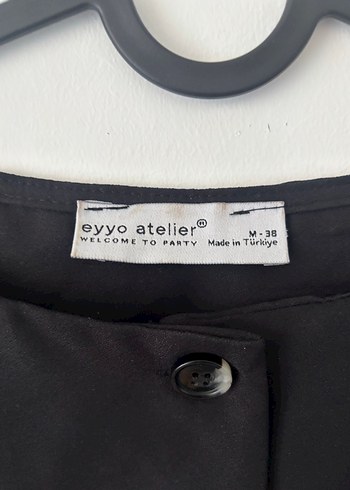 eyyo atelier®
WELCOME TO PARTY
M - 38
Made in Türkiye